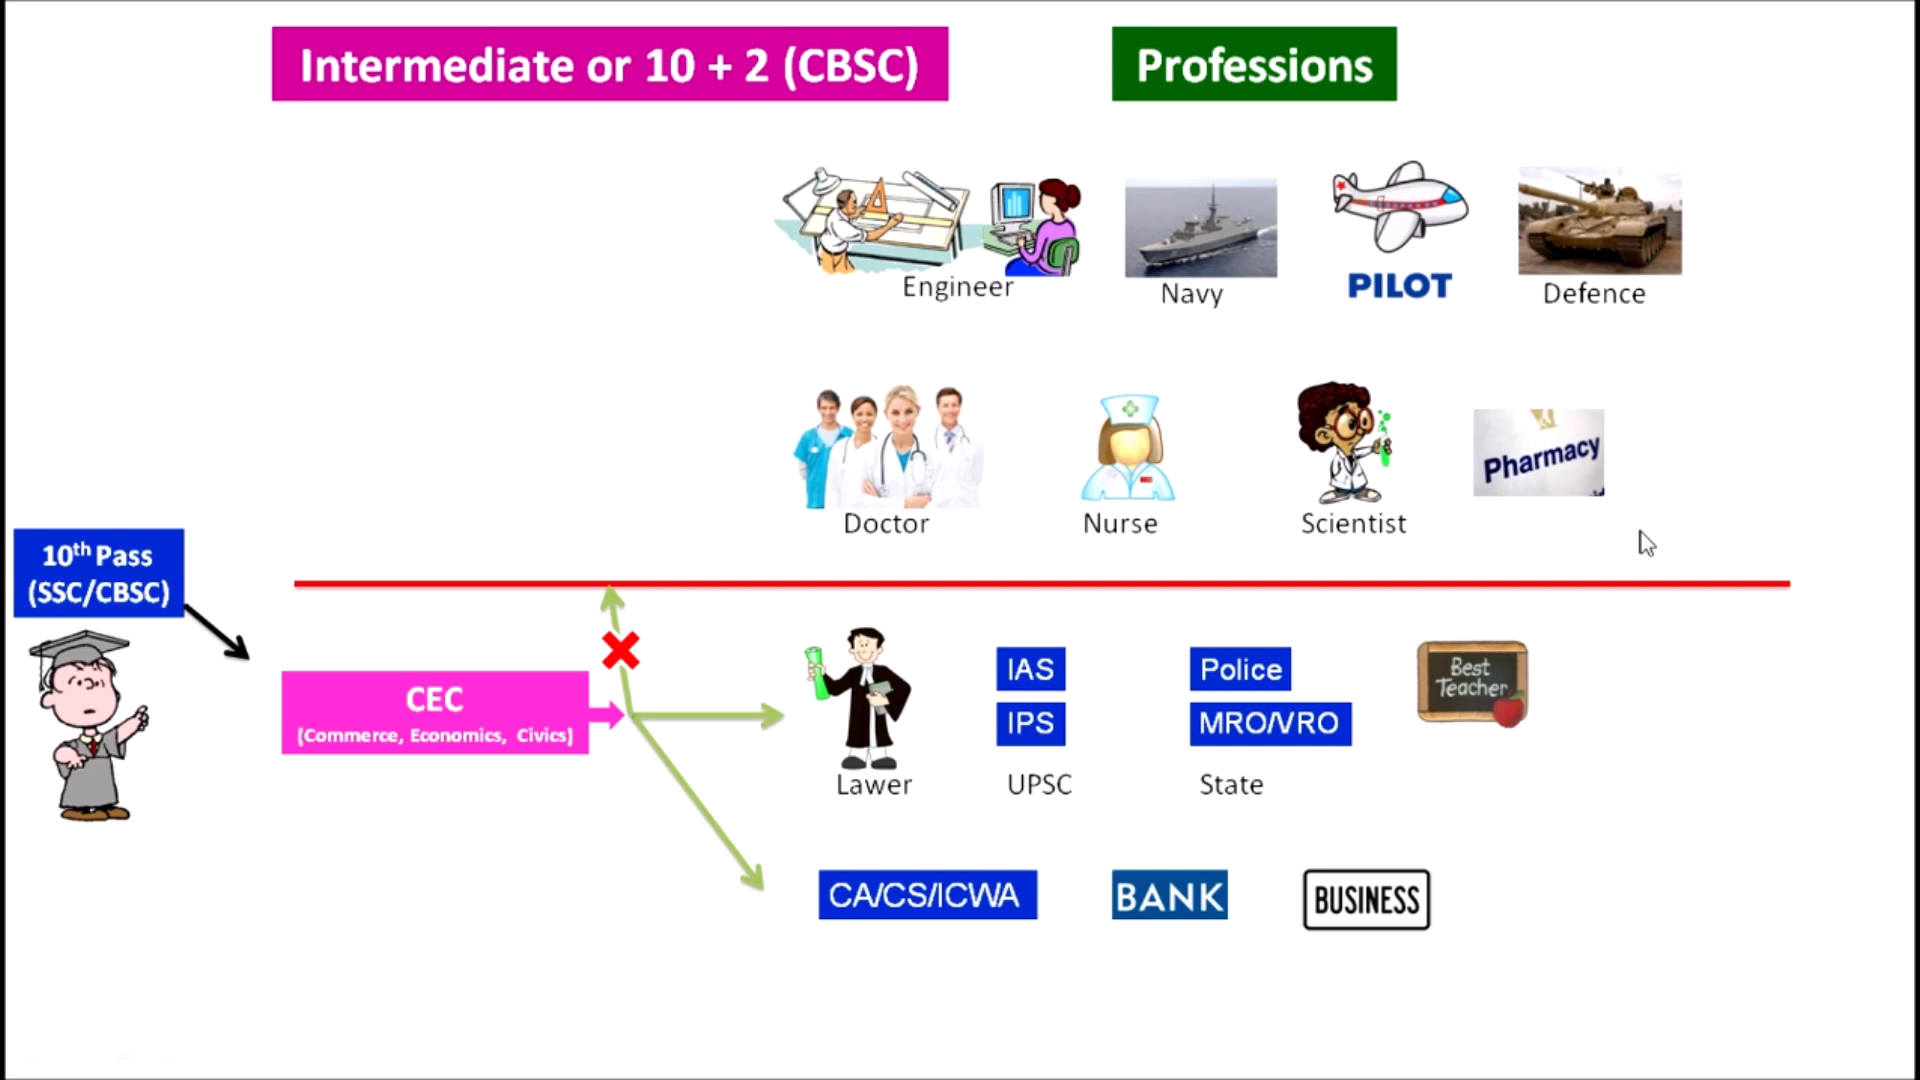 Intermediate or 10 + 2 (CBSC)
Professions
Engineer
Navy
PILOT
Defence
Doctor
Nurse
Scientist
Pharmacy
10th Pass
(SSC/CBSC)
CEC
(Commerce, Economics, Civics)
Lawer
IAS
IPS
UPSC
Police
MRO/VRO
State
Best
Teacher
CA/CS/ICWA
BANK
BUSINESS